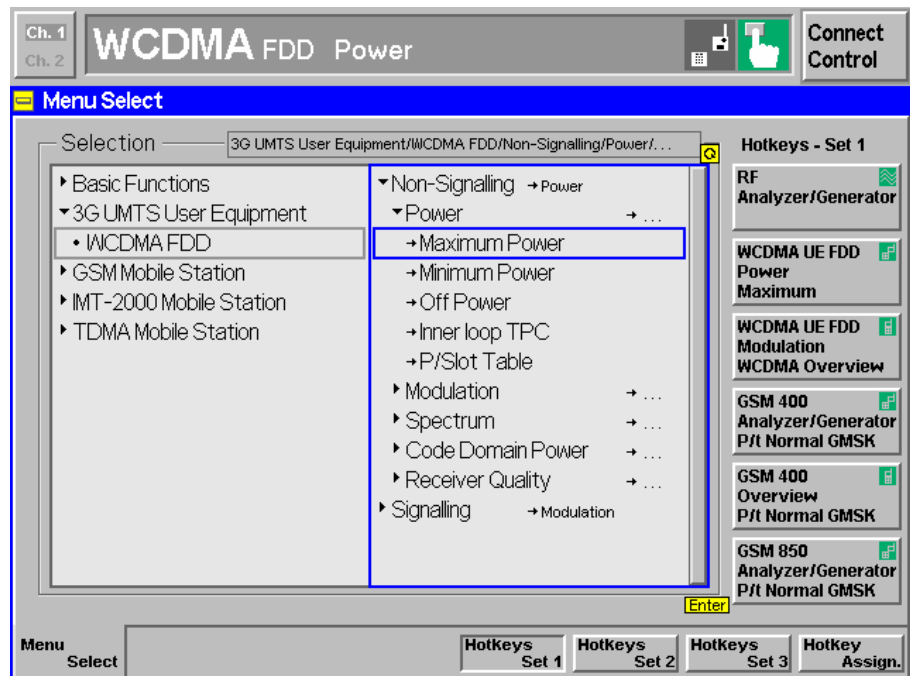 Ch. 1
Ch. 2
WCDMA FDD Power
Connect
Control
Menu Select
Selection
3G UMTS User Equipment/WCDMA FDD/Non-Signalling/Power/...
Basic Functions
3G UMTS User Equipment
• WCDMA FDD
GSM Mobile Station
IMT-2000 Mobile Station
TDMA Mobile Station
Non-Signalling → Power
Power → ...
→ Maximum Power
→ Minimum Power
→ Off Power
→ Inner loop TPC
→ P/Slot Table
Modulation → ...
Spectrum → ...
Code Domain Power → ...
Receiver Quality → ...
Signalling → Modulation
Enter
Hotkeys - Set 1
RF
Analyzer/Generator
WCDMA UE FDD
Power
Maximum
WCDMA UE FDD
Modulation
WCDMA Overview
GSM 400
Analyzer/Generator
P/t Normal GMSK
GSM 400
Overview
P/t Normal GMSK
GSM 850
Analyzer/Generator
P/t Normal GMSK
Menu
Select
Hotkeys
Set 1
Hotkeys
Set 2
Hotkeys
Set 3
Hotkey
Assign.